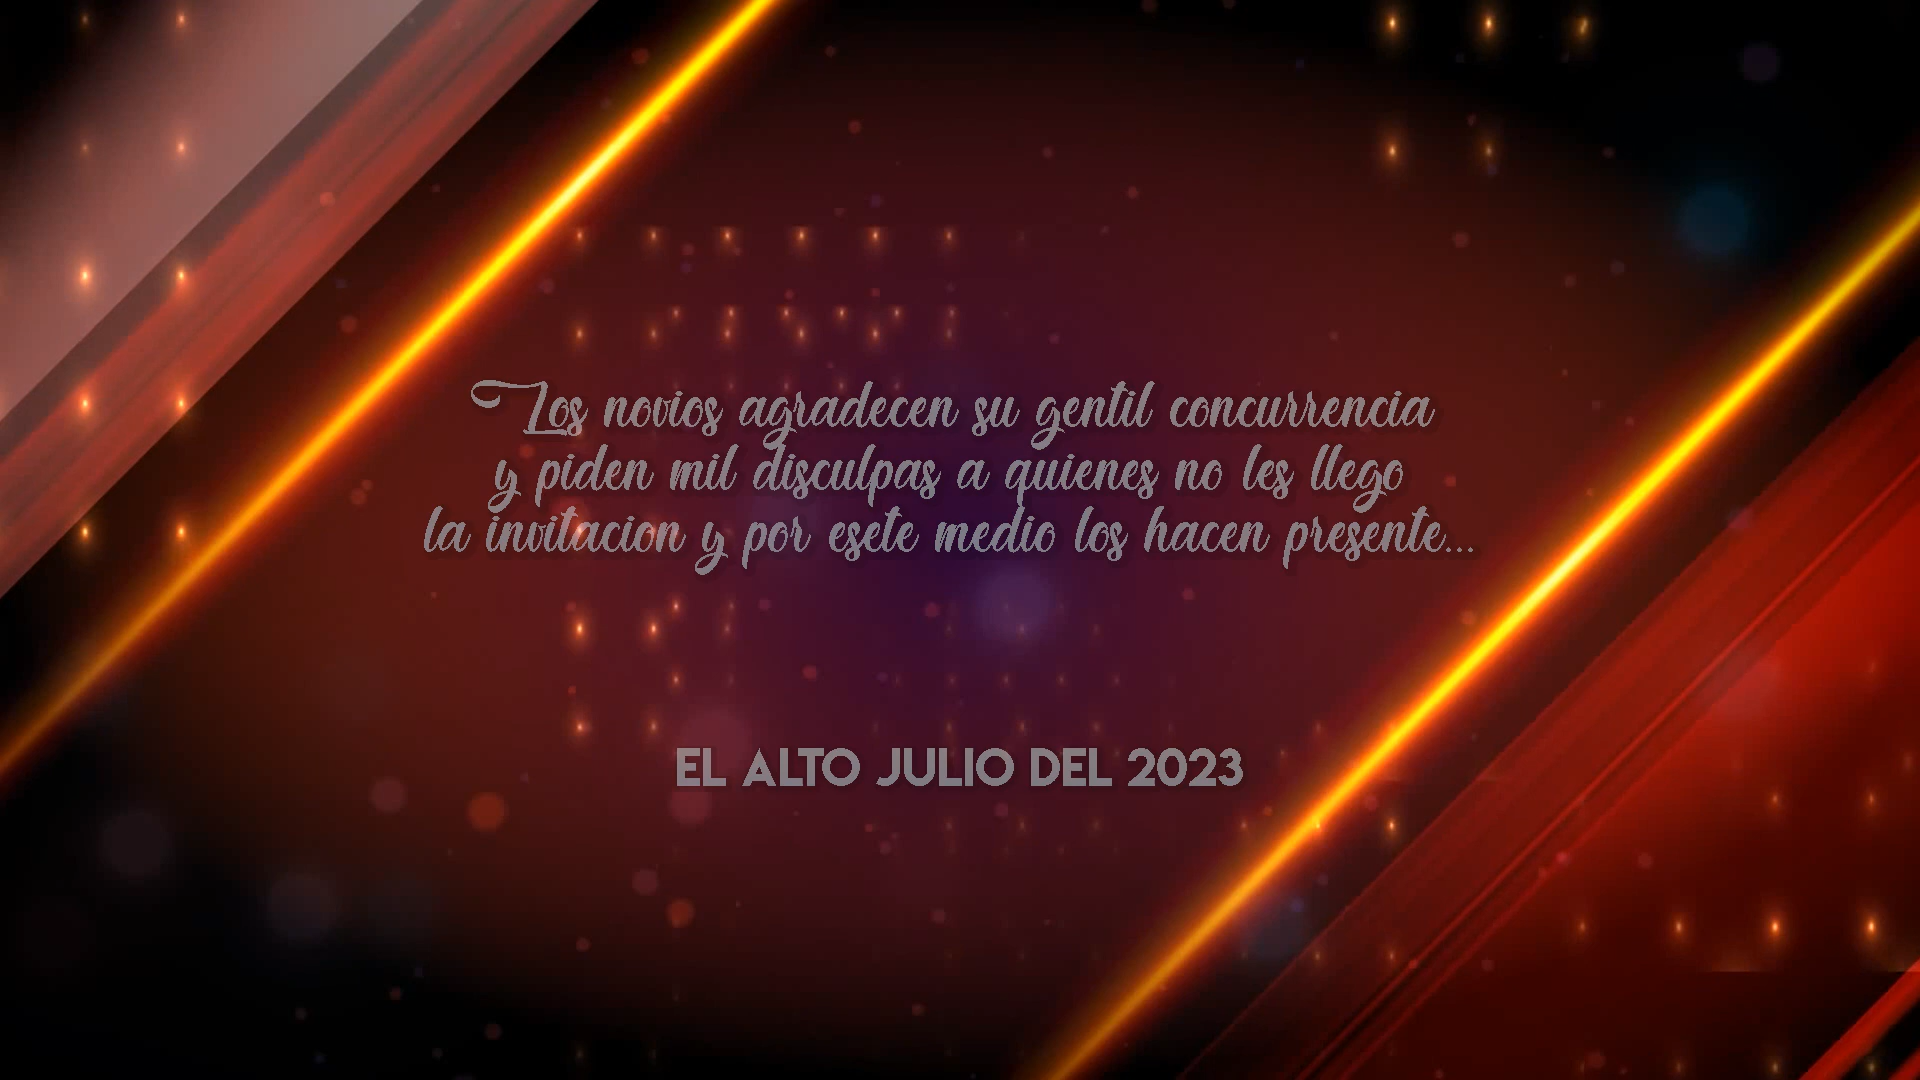 Los novios agradecen su gentil concurrencia
y piden mil disculpas a quienes no les llego
la invitacion y por esete medio los hacen presente...
EL ALTO JULIO DEL 2023